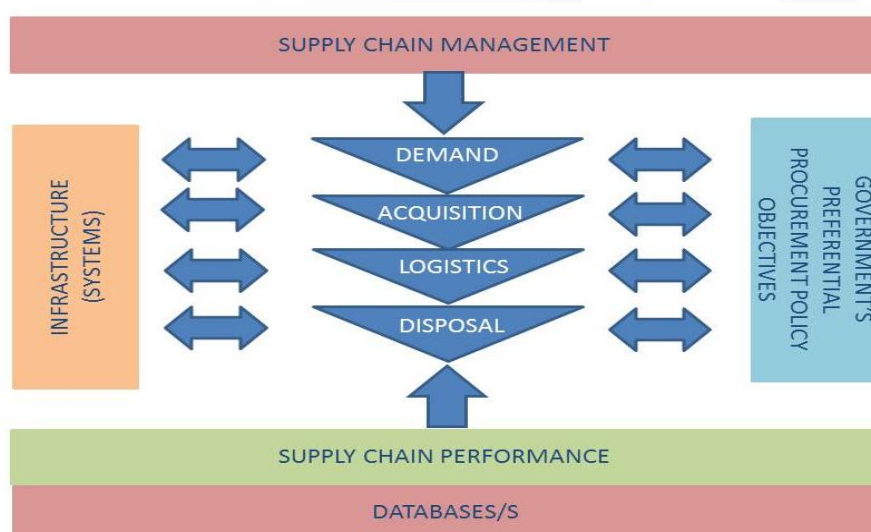 SUPPLY CHAIN MANAGEMENT
INFRASTRUCTURE
(SYSTEMS)
DEMAND
ACQUISITION
LOGISTICS
DISPOSAL
GOVERNMENT'S
PREFERENTIAL
PROCUREMENT POLICY
OBJECTIVES
SUPPLY CHAIN PERFORMANCE
DATABASES/S